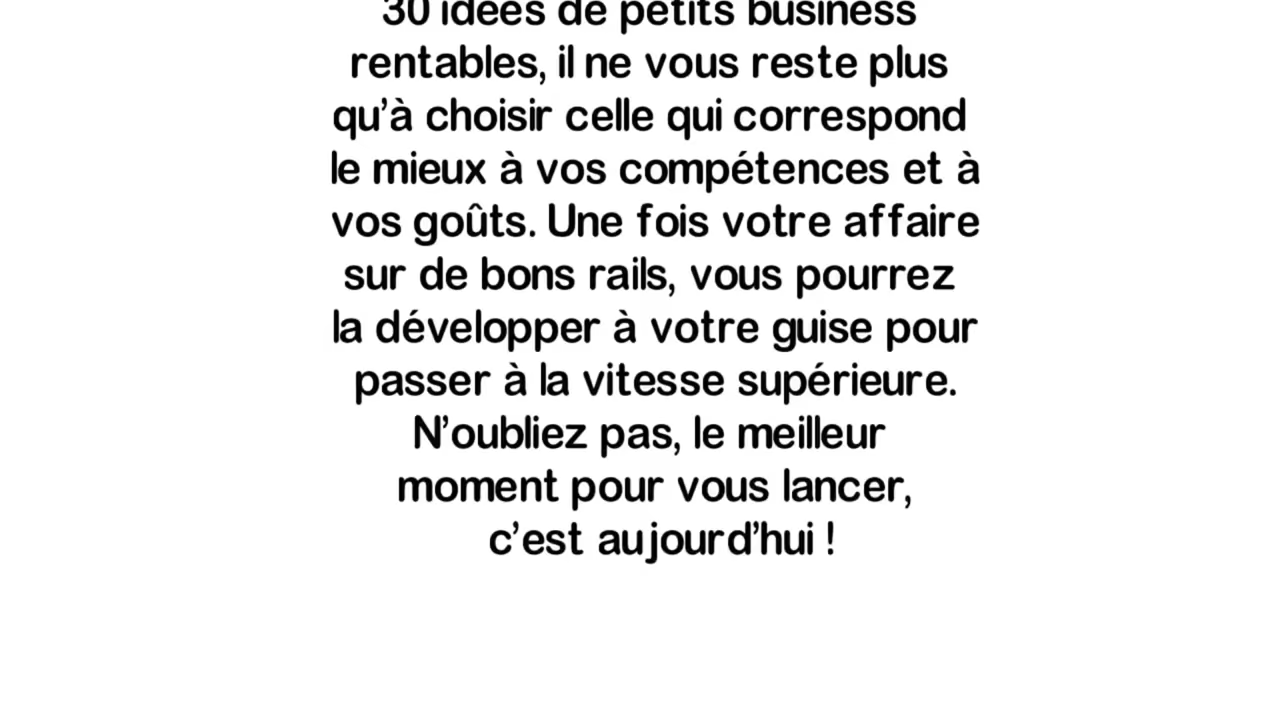 30 idées de petits business
rentables, il ne vous reste plus
qu’à choisir celle qui correspond
le mieux à vos compétences et à
vos goûts. Une fois votre affaire
sur de bons rails, vous pourrez
la développer à votre guise pour
passer à la vitesse supérieure.
N’oubliez pas, le meilleur
moment pour vous lancer,
c’est aujourd’hui !